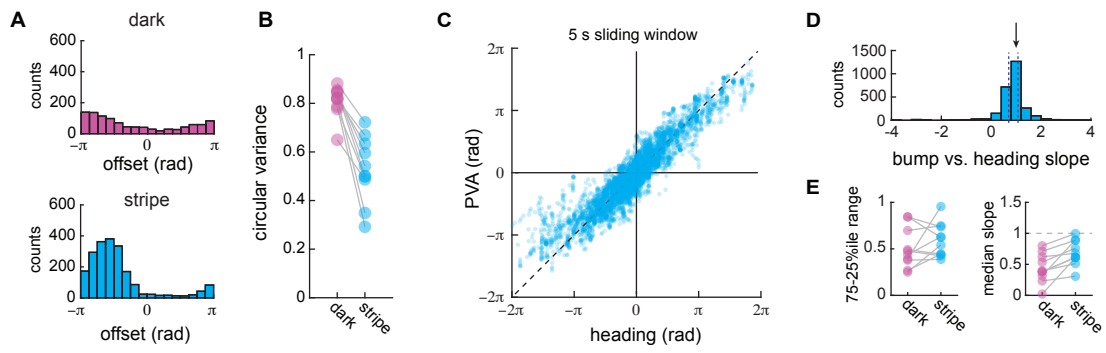 A
dark
600
400
200
0
counts
−π
0
π
offset (rad)
stripe
600
400
200
0
counts
−π
0
π
offset (rad)
B
1
0.8
0.6
0.4
0.2
0
circular variance
dark
stripe
C
5 s sliding window
2π
π
0
-π
-2π
PVA (rad)
-2π
-π
0
π
2π
heading (rad)
D
1500
1000
500
0
counts
-4
-2
0
2
4
bump vs. heading slope
E
1
0.5
0
75-25%ile range
dark
stripe
1.5
1
0.5
0
median slope
dark
stripe